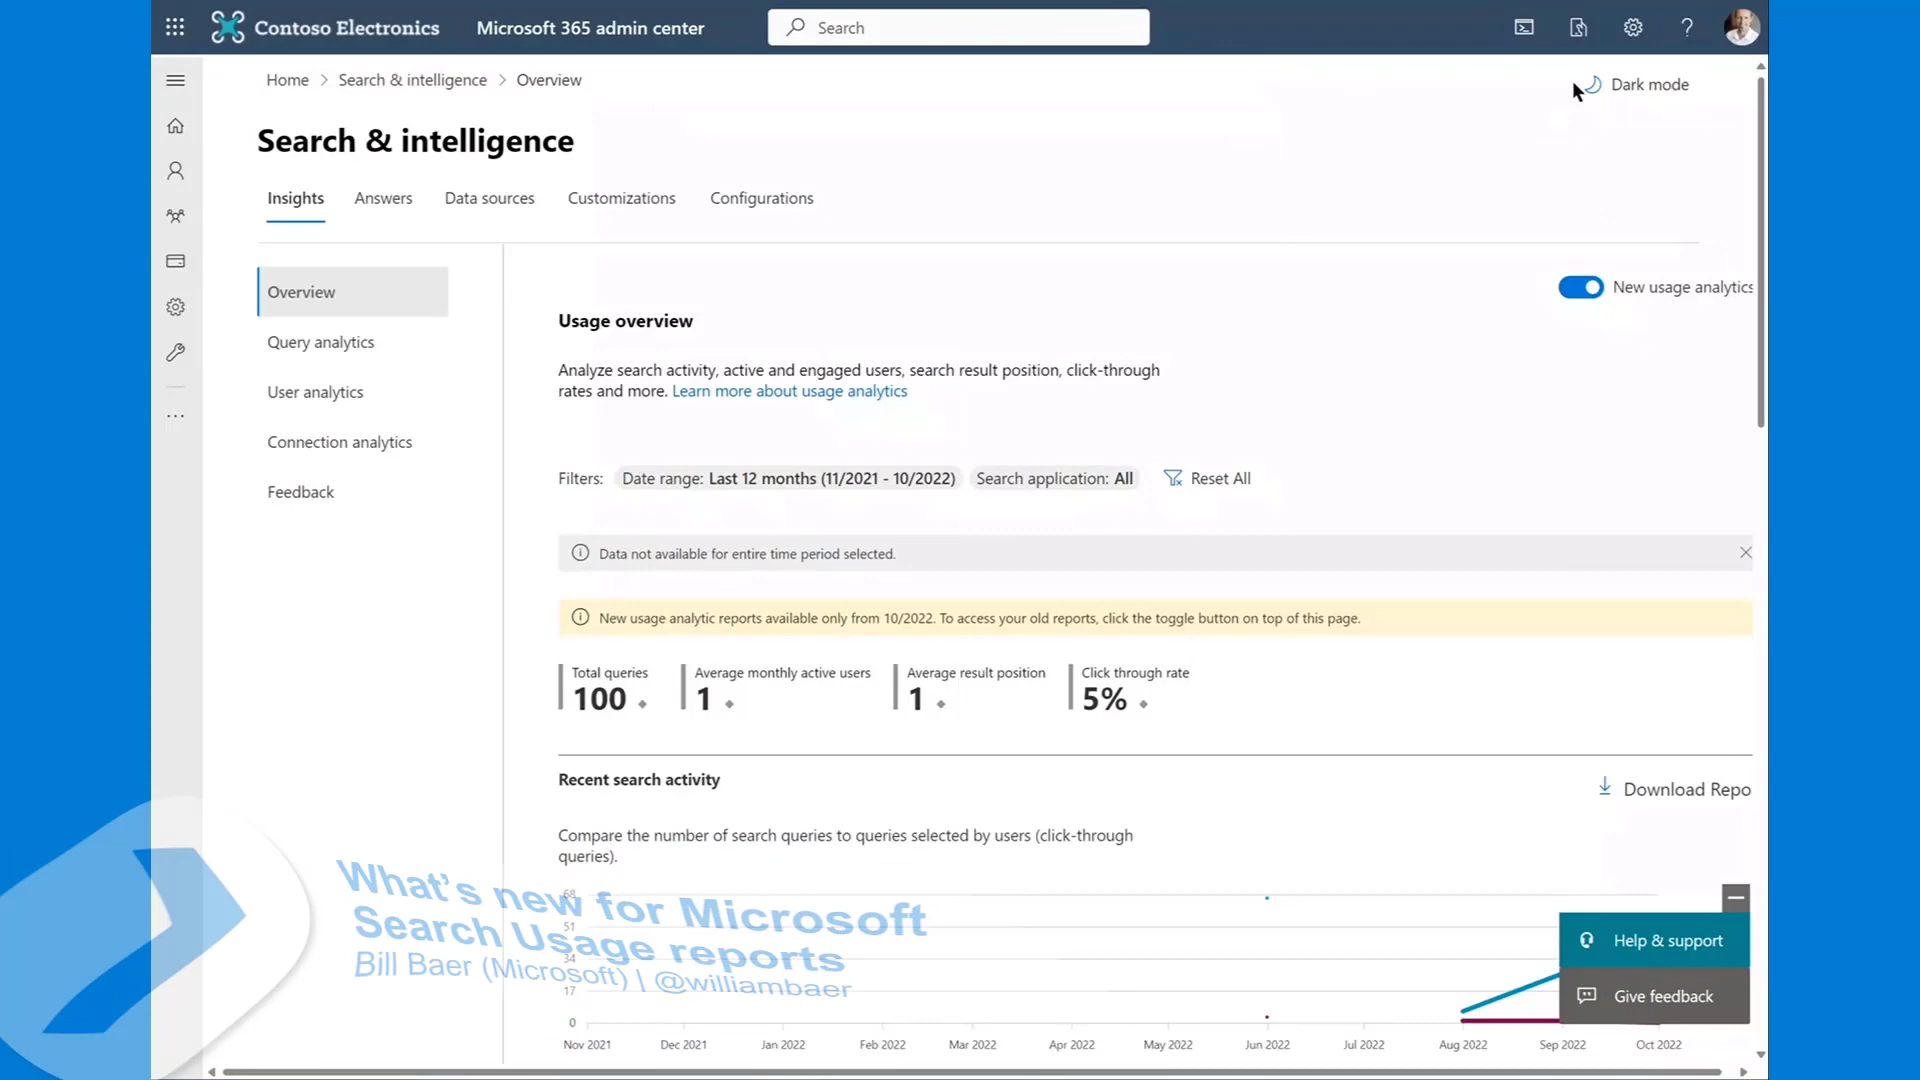 Contoso Electronics
Microsoft 365 admin center
Search
Home > Search & intelligence > Overview
Dark mode
Search & intelligence
Insights
Answers
Data sources
Customizations
Configurations
Overview
Query analytics
User analytics
Connection analytics
Feedback
New usage analytics
Usage overview
Analyze search activity, active and engaged users, search result position, click-through
rates and more. Learn more about usage analytics
Filters:
Date range: Last 12 months (11/2021 - 10/2022)
Search application: All
Reset All
Data not available for entire time period selected.
New usage analytic reports available only from 10/2022. To access your old reports, click the toggle button on top of this page.
Total queries
100
Average monthly active users
1
Average result position
1
Click through rate
5%
Recent search activity
Download Repo
Compare the number of search queries to queries selected by users (click-through
queries).
68
51
34
17
0
Nov 2021
Dec 2021
Jan 2022
Feb 2022
Mar 2022
Apr 2022
May 2022
Jun 2022
Jul 2022
Aug 2022
Sep 2022
Oct 2022
Help & support
Give feedback
What's new for Microsoft
Search Usage reports
Bill Baer (Microsoft) | @williambaer